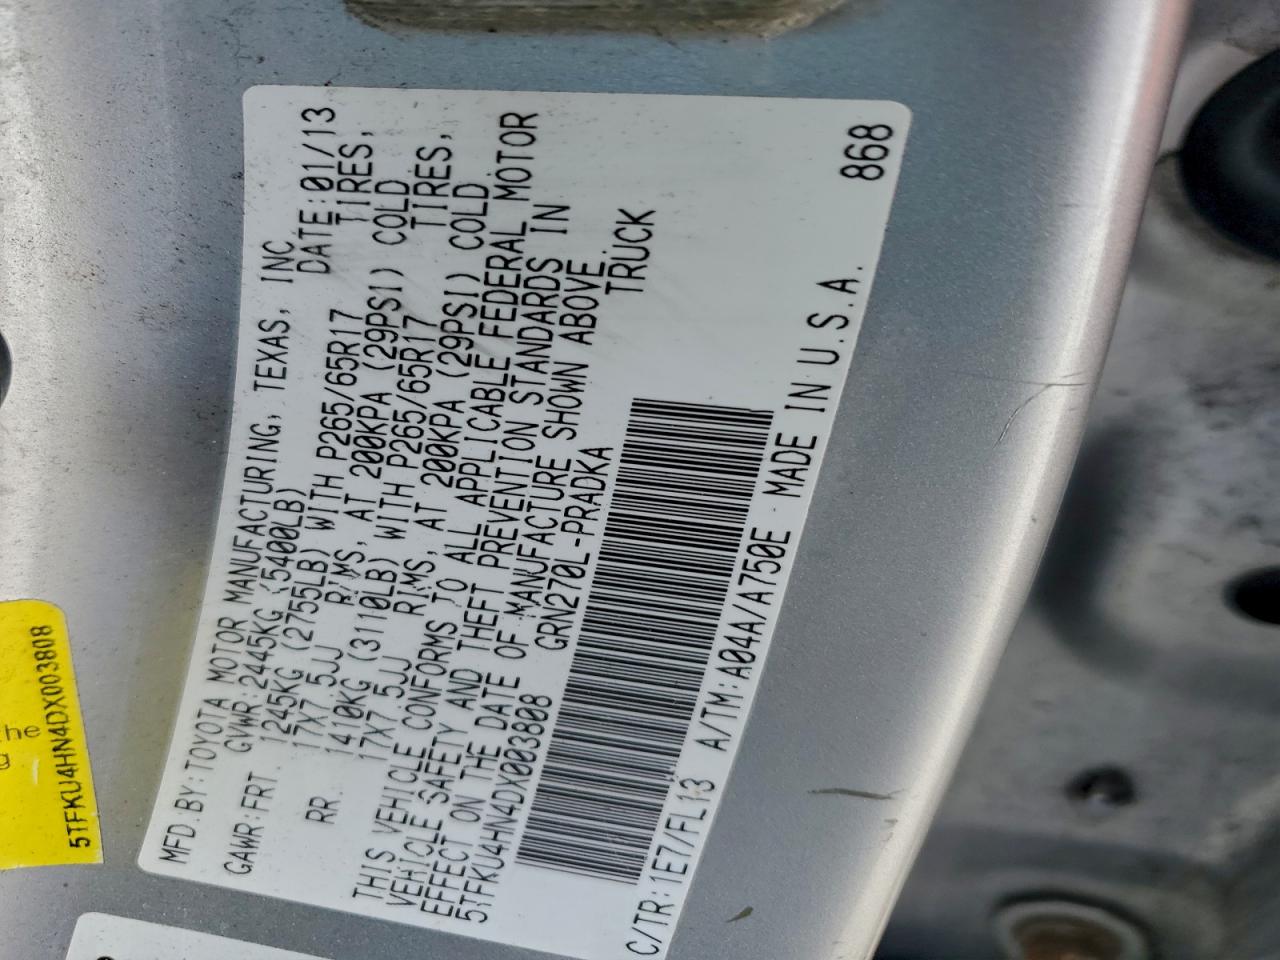 MFD BY:TOYOTA MOTOR MANUFACTURING, TEXAS, INC
GVWR:2445KG (5400LB) DATE:01/13
GAWR:FRT 1245KG (2755LB) WITH P265/65R17 TIRES,
17X7.5JJ RIMS, AT 200KPA (29PSI) COLD
RR 1410KG (3110LB) WITH P265/65R17 TIRES,
17X7.5JJ RIMS, AT 200KPA (29PSI) COLD
THIS VEHICLE CONFORMS TO ALL APPLICABLE FEDERAL MOTOR
VEHICLE SAFETY AND THEFT PREVENTION STANDARDS IN
EFFECT ON THE DATE OF MANUFACTURE SHOWN ABOVE.
5TFKU4HN4DX003808 GRN270L-PRADKA TRUCK
C/TR:1E7/FL13 A/TM:A04A/A750E MADE IN U.S.A. 868
the
5TFKU4HN4DX003808